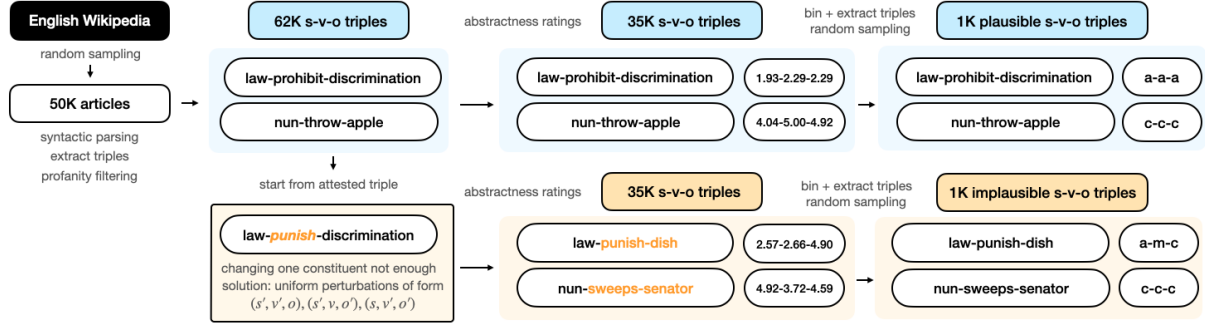 English Wikipedia
random sampling
50K articles
syntactic parsing
extract triples
profanity filtering
62K s-v-o triples
law-prohibit-discrimination
nun-throw-apple
abstractness ratings
35K s-v-o triples
law-prohibit-discrimination
1.93-2.29-2.29
nun-throw-apple
4.04-5.00-4.92
bin + extract triples
random sampling
1K plausible s-v-o triples
law-prohibit-discrimination
a-a-a
nun-throw-apple
c-c-c
start from attested triple
law-punish-discrimination
changing one constituent not enough
solution: uniform perturbations of form
(s′, v′, o), (s′, v, o′), (s, v′, o′)
abstractness ratings
35K s-v-o triples
law-punish-dish
2.57-2.66-4.90
nun-sweeps-senator
4.92-3.72-4.59
bin + extract triples
random sampling
1K implausible s-v-o triples
law-punish-dish
a-m-c
nun-sweeps-senator
c-c-c